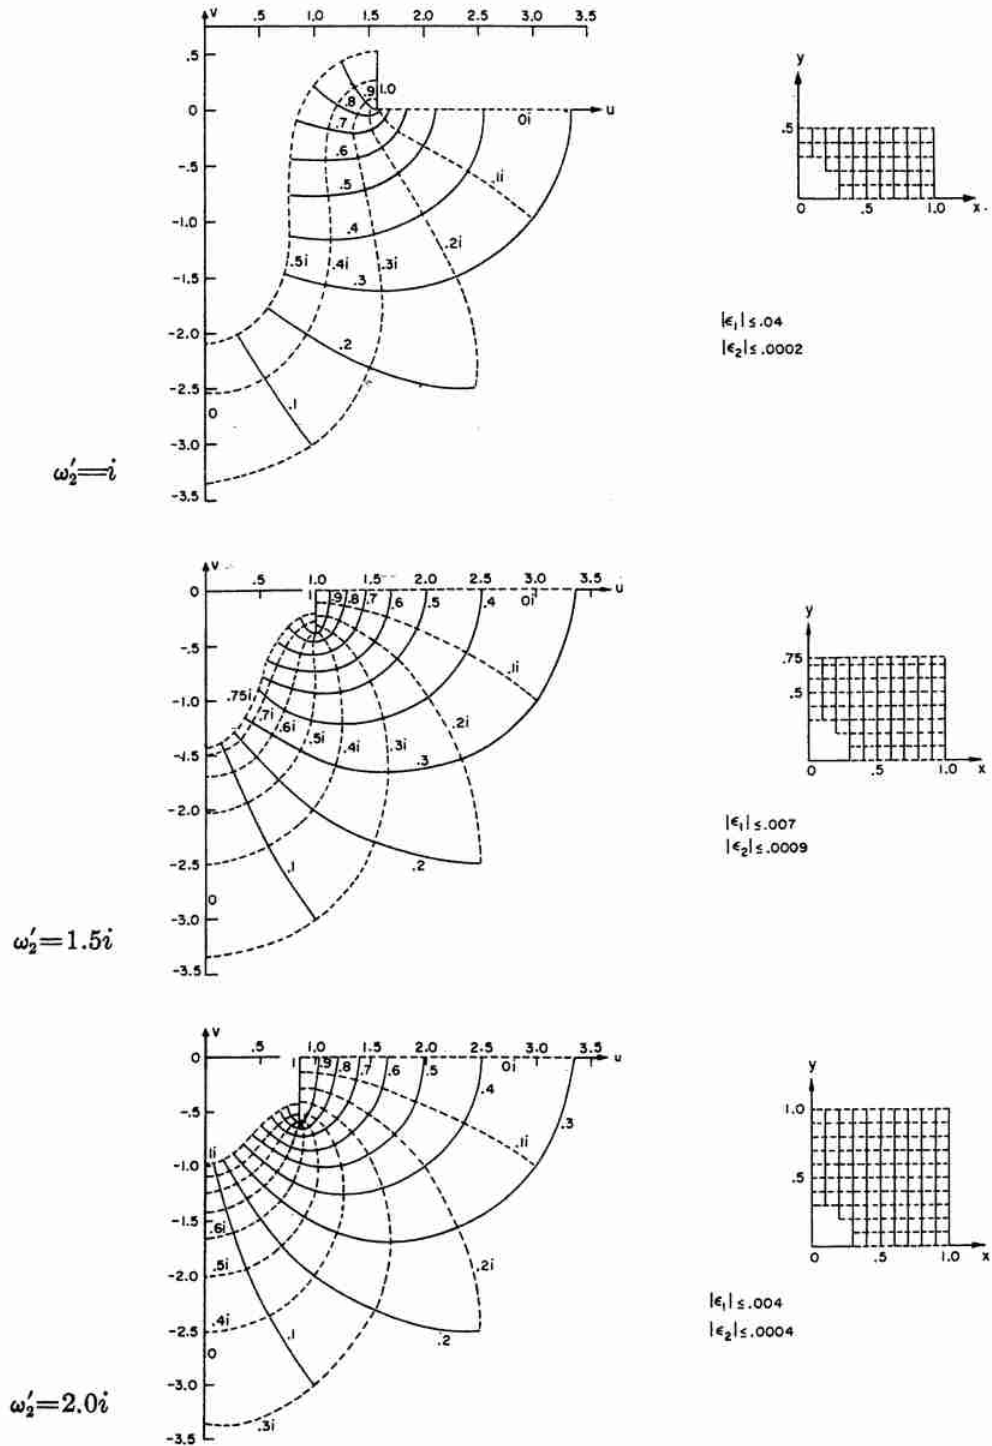 v
.5 1.0 1.5 2.0 2.5 3.0 3.5
.5
0
-.5
-1.0
-1.5
-2.0
-2.5
-3.0
-3.5
u
.9 1.0
.8
.7
.6
.5
.4
.3
.2
.1
0
0i
.1i
.2i
.3i
.4i
.5i
y
.5
0 .5 1.0 x.
|ε₁| ≤ .04
|ε₂| ≤ .0002
ω₂′=i
v
.5 1.0 1.5 2.0 2.5 3.0 3.5
0
-.5
-1.0
-1.5
-2.0
-2.5
-3.0
-3.5
u
1 .9 .8 .7 .6 .5 .4
0i
.1i
.2i
.3i
.4i
.5i
.6i
.7i
.75i
.3
.2
.1
0
y
.75
.5
0 .5 1.0 x
|ε₁| ≤ .007
|ε₂| ≤ .0009
ω₂′=1.5i
v
.5 1.0 1.5 2.0 2.5 3.0 3.5
0
-.5
-1.0
-1.5
-2.0
-2.5
-3.0
-3.5
u
1 .9 .8 .7 .6 .5
0i
.4
.3
.1i
.2i
1i
.6i
.5i
.4i
.3i
.2
.1
0
y
1.0
.5
0 .5 1.0 x
|ε₁| ≤ .004
|ε₂| ≤ .0004
ω₂′=2.0i